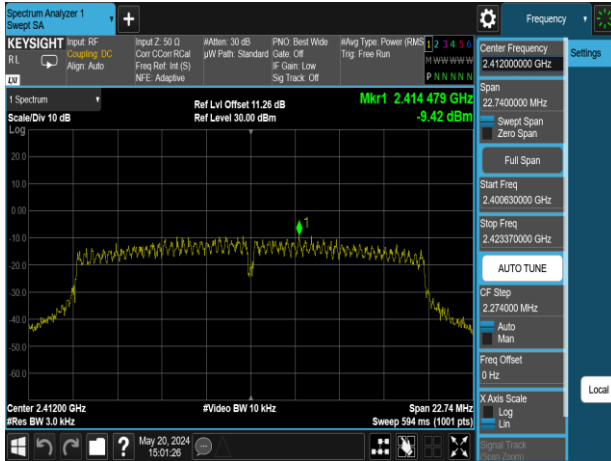 Spectrum Analyzer 1
Swept SA
+
Frequency
KEYSIGHT
RL
LXI
Input: RF
Coupling: DC
Align: Auto
Input Z: 50 Ω
Corr CCorr RCal
Freq Ref: Int (S)
NFE: Adaptive
#Atten: 30 dB
µW Path: Standard
PNO: Best Wide
Gate: Off
IF Gain: Low
Sig Track: Off
#Avg Type: Power (RMS
Trig: Free Run
1 2 3 4 5 6
M W W W W W
P N N N N N
1 Spectrum
Scale/Div 10 dB
Ref Lvl Offset 11.26 dB
Ref Level 30.00 dBm
Mkr1 2.414 479 GHz
-9.42 dBm
Log
20.0
10.0
0.00
-10.0
-20.0
-30.0
-40.0
-50.0
-60.0
1
Center 2.41200 GHz
#Res BW 3.0 kHz
#Video BW 10 kHz
Span 22.74 MHz
Sweep 594 ms (1001 pts)
May 20, 2024
15:01:26
?
Center Frequency
2.412000000 GHz
Span
22.7400000 MHz
Swept Span
Zero Span
Full Span
Start Freq
2.400630000 GHz
Stop Freq
2.423370000 GHz
AUTO TUNE
CF Step
2.274000 MHz
Auto
Man
Freq Offset
0 Hz
X Axis Scale
Log
Lin
Signal Track
(Span Zoom)
Settings
Local